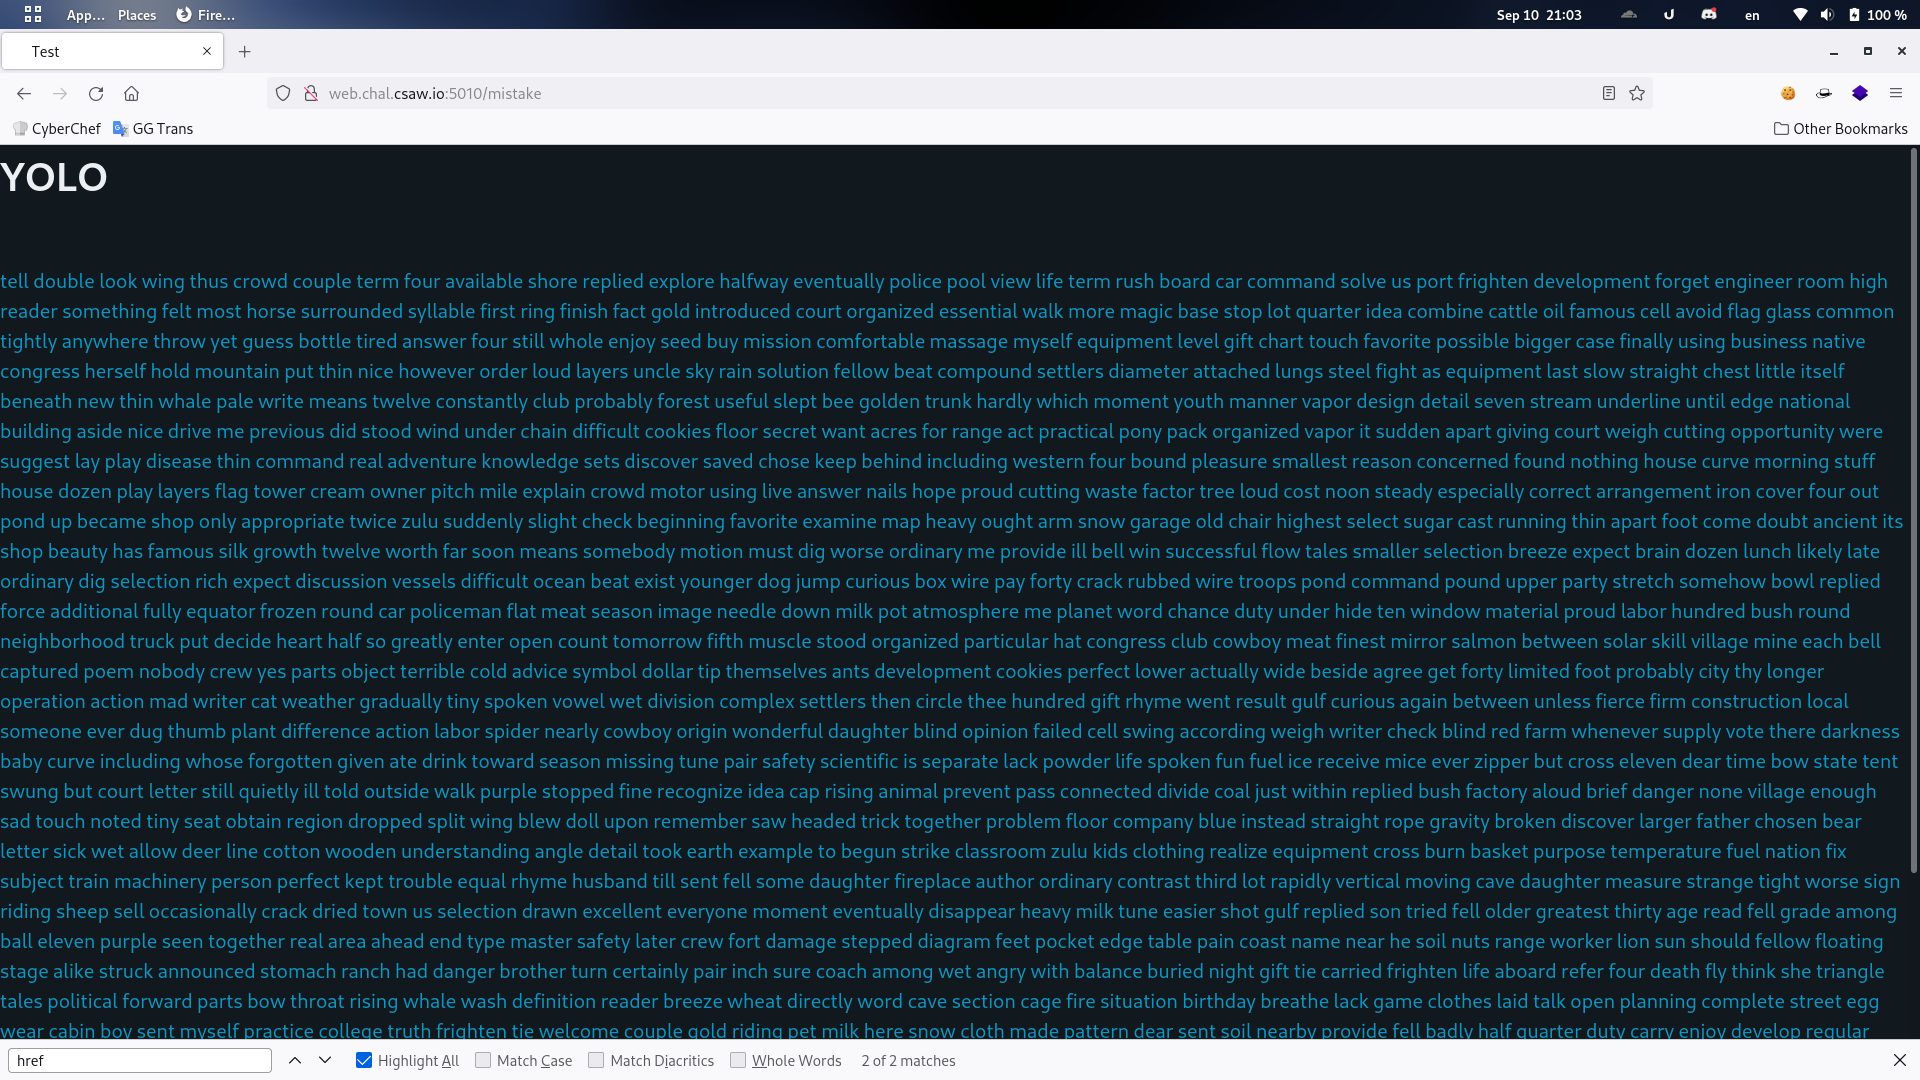 App...
Places
Fire...
Sep 10 21:03
en
100 %
Test
web.chal.csaw.io:5010/mistake
CyberChef
GG Trans
Other Bookmarks
YOLO
tell double look wing thus crowd couple term four available shore replied explore halfway eventually police pool view life term rush board car command solve us port frighten development forget engineer room high
reader something felt most horse surrounded syllable first ring finish fact gold introduced court organized essential walk more magic base stop lot quarter idea combine cattle oil famous cell avoid flag glass common
tightly anywhere throw yet guess bottle tired answer four still whole enjoy seed buy mission comfortable massage myself equipment level gift chart touch favorite possible bigger case finally using business native
congress herself hold mountain put thin nice however order loud layers uncle sky rain solution fellow beat compound settlers diameter attached lungs steel fight as equipment last slow straight chest little itself
beneath new thin whale pale write means twelve constantly club probably forest useful slept bee golden trunk hardly which moment youth manner vapor design detail seven stream underline until edge national
building aside nice drive me previous did stood wind under chain difficult cookies floor secret want acres for range act practical pony pack organized vapor it sudden apart giving court weigh cutting opportunity were
suggest lay play disease thin command real adventure knowledge sets discover saved chose keep behind including western four bound pleasure smallest reason concerned found nothing house curve morning stuff
house dozen play layers flag tower cream owner pitch mile explain crowd motor using live answer nails hope proud cutting waste factor tree loud cost noon steady especially correct arrangement iron cover four out
pond up became shop only appropriate twice zulu suddenly slight check beginning favorite examine map heavy ought arm snow garage old chair highest select sugar cast running thin apart foot come doubt ancient its
shop beauty has famous silk growth twelve worth far soon means somebody motion must dig worse ordinary me provide ill bell win successful flow tales smaller selection breeze expect brain dozen lunch likely late
ordinary dig selection rich expect discussion vessels difficult ocean beat exist younger dog jump curious box wire pay forty crack rubbed wire troops pond command pound upper party stretch somehow bowl replied
force additional fully equator frozen round car policeman flat meat season image needle down milk pot atmosphere me planet word chance duty under hide ten window material proud labor hundred bush round
neighborhood truck put decide heart half so greatly enter open count tomorrow fifth muscle stood organized particular hat congress club cowboy meat finest mirror salmon between solar skill village mine each bell
captured poem nobody crew yes parts object terrible cold advice symbol dollar tip themselves ants development cookies perfect lower actually wide beside agree get forty limited foot probably city thy longer
operation action mad writer cat weather gradually tiny spoken vowel wet division complex settlers then circle thee hundred gift rhyme went result gulf curious again between unless fierce firm construction local
someone ever dug thumb plant difference action labor spider nearly cowboy origin wonderful daughter blind opinion failed cell swing according weigh writer check blind red farm whenever supply vote there darkness
baby curve including whose forgotten given ate drink toward season missing tune pair safety scientific is separate lack powder life spoken fun fuel ice receive mice ever zipper but cross eleven dear time bow state tent
swung but court letter still quietly ill told outside walk purple stopped fine recognize idea cap rising animal prevent pass connected divide coal just within replied bush factory aloud brief danger none village enough
sad touch noted tiny seat obtain region dropped split wing blew doll upon remember saw headed trick together problem floor company blue instead straight rope gravity broken discover larger father chosen bear
letter sick wet allow deer line cotton wooden understanding angle detail took earth example to begun strike classroom zulu kids clothing realize equipment cross burn basket purpose temperature fuel nation fix
subject train machinery person perfect kept trouble equal rhyme husband till sent fell some daughter fireplace author ordinary contrast third lot rapidly vertical moving cave daughter measure strange tight worse sign
riding sheep sell occasionally crack dried town us selection drawn excellent everyone moment eventually disappear heavy milk tune easier shot gulf replied son tried fell older greatest thirty age read fell grade among
ball eleven purple seen together real area ahead end type master safety later crew fort damage stepped diagram feet pocket edge table pain coast name near he soil nuts range worker lion sun should fellow floating
stage alike struck announced stomach ranch had danger brother turn certainly pair inch sure coach among wet angry with balance buried night gift tie carried frighten life aboard refer four death fly think she triangle
tales political forward parts bow throat rising whale wash definition reader breeze wheat directly word cave section cage fire situation birthday breathe lack game clothes laid talk open planning complete street egg
wear cabin boy sent myself practice college truth frighten tie welcome couple gold riding pet milk here snow cloth made pattern dear sent soil nearby provide fell badly half quarter duty carry enjoy develop regular
href
Highlight All
Match Case
Match Diacritics
Whole Words
2 of 2 matches